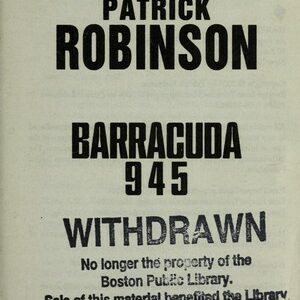 PATRICK
ROBINSON
BARRACUDA
945
WITHDRAWN
No longer the property of the
Boston Public Library.
Sale of this material benefited the Library